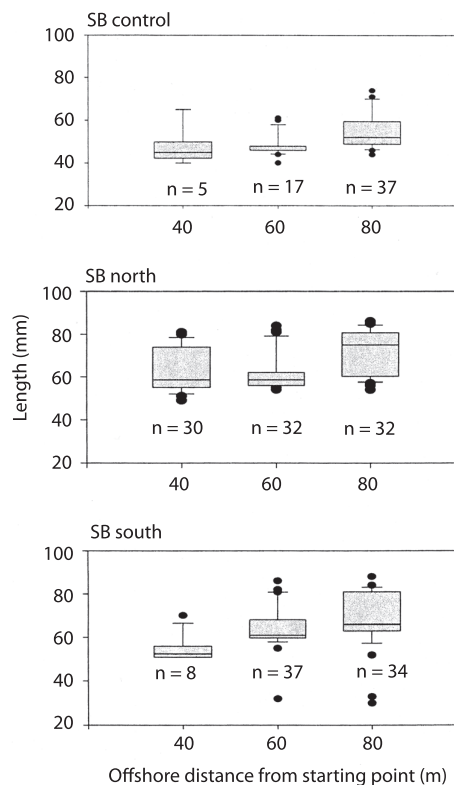 SB control
100
80
60
40
20
n = 5 n = 17 n = 37
40 60 80
SB north
100
80
60
40
20
n = 30 n = 32 n = 32
40 60 80
Length (mm)
SB south
100
80
60
40
20
n = 8 n = 37 n = 34
40 60 80
Offshore distance from starting point (m)